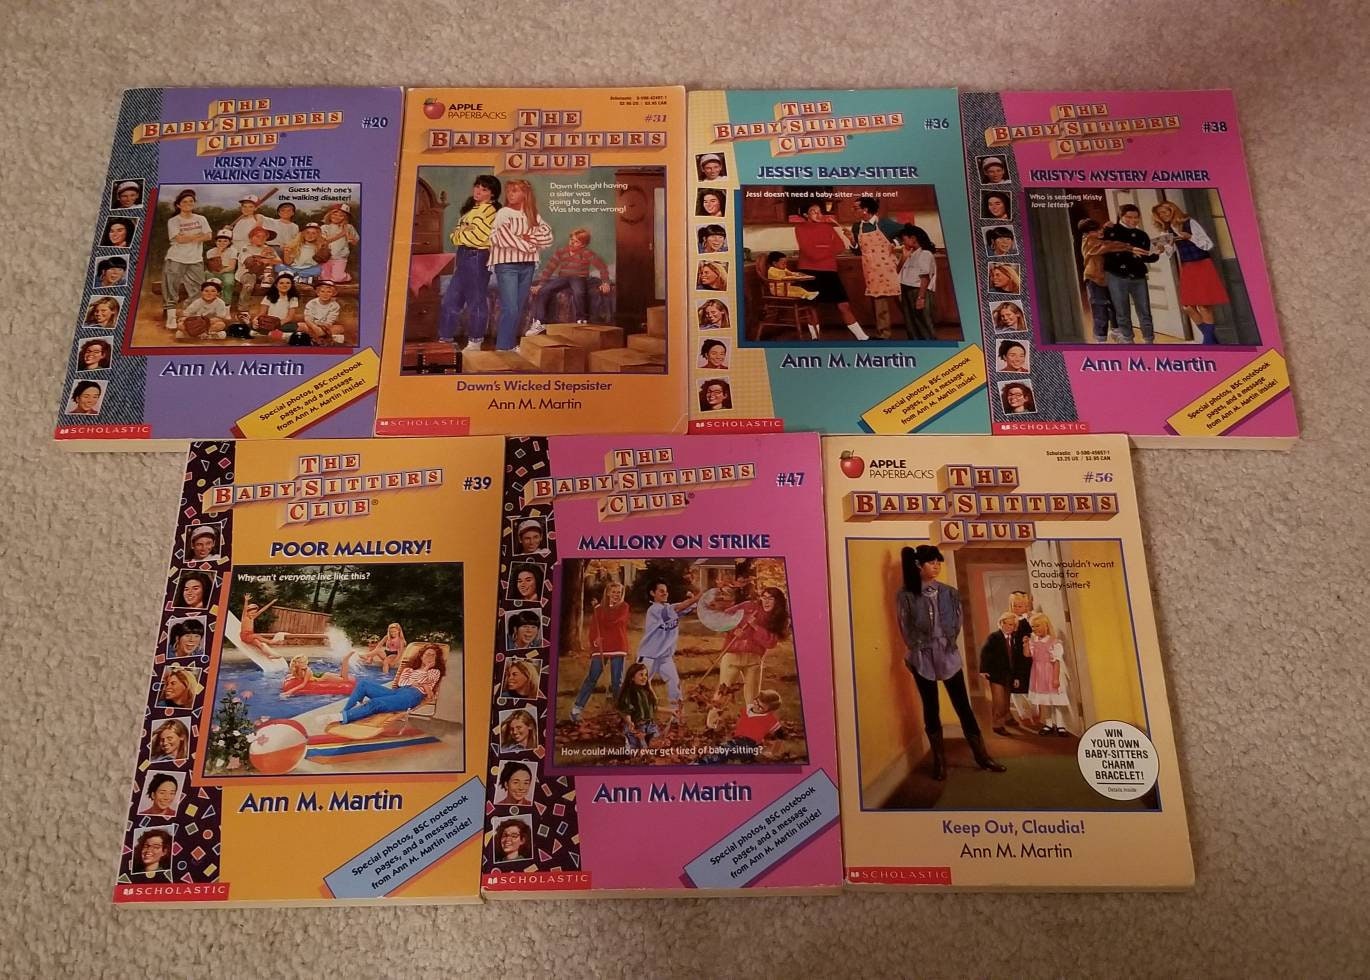 THE
BABY-SITTERS
CLUB®
#20
KRISTY AND THE
WALKING DISASTER
Guess which one's
the walking disaster!
Ann M. Martin
Special photos, BSC notebook
pages, and a message
from Ann M. Martin inside!
SCHOLASTIC
APPLE
PAPERBACKS
$2.95 US / $3.95 CAN
THE
BABY-SITTERS
CLUB
#31
Dawn thought having
a sister was
going to be fun.
Was she ever wrong!
Dawn's Wicked Stepsister
Ann M. Martin
SCHOLASTIC
THE
BABY-SITTERS
CLUB®
#36
JESSI'S BABY-SITTER
Jessi doesn't need a baby-sitter—she is one!
Ann M. Martin
Special photos, BSC notebook
pages, and a message
from Ann M. Martin inside!
SCHOLASTIC
THE
BABY-SITTERS
CLUB®
#38
KRISTY'S MYSTERY ADMIRER
Who is sending Kristy
love letters?
Ann M. Martin
Special photos, BSC notebook
pages, and a message
from Ann M. Martin inside!
SCHOLASTIC
THE
BABY-SITTERS
CLUB®
#39
POOR MALLORY!
Why can't everyone live like this?
Ann M. Martin
Special photos, BSC notebook
pages, and a message
from Ann M. Martin inside!
SCHOLASTIC
THE
BABY-SITTERS
CLUB®
#47
MALLORY ON STRIKE
How could Mallory ever get tired of baby-sitting?
Ann M. Martin
Special photos, BSC notebook
pages, and a message
from Ann M. Martin inside!
SCHOLASTIC
APPLE
PAPERBACKS
Scholastic
THE
BABY-SITTERS
CLUB
#56
Who wouldn't want
Claudia for
a baby-sitter?
WIN
YOUR OWN
BABY-SITTERS
CHARM
BRACELET!
Details inside
Keep Out, Claudia!
Ann M. Martin
SCHOLASTIC